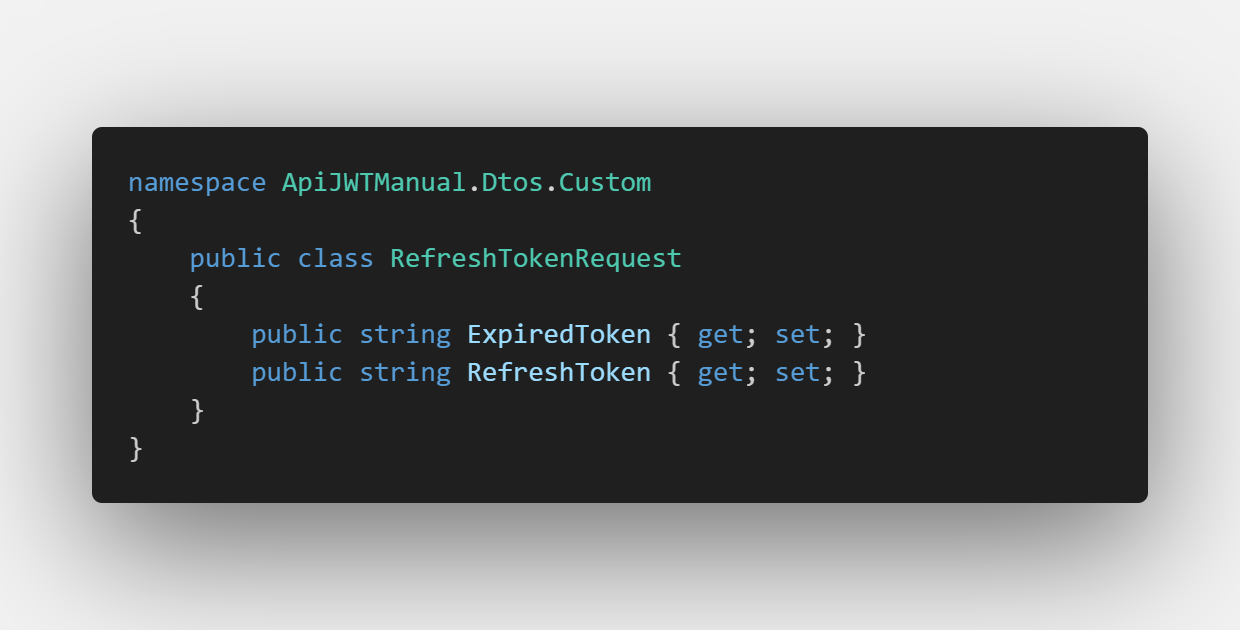 namespace ApiJWTManual.Dtos.Custom
{
    public class RefreshTokenRequest
    {
        public string ExpiredToken { get; set; }
        public string RefreshToken { get; set; }
    }
}